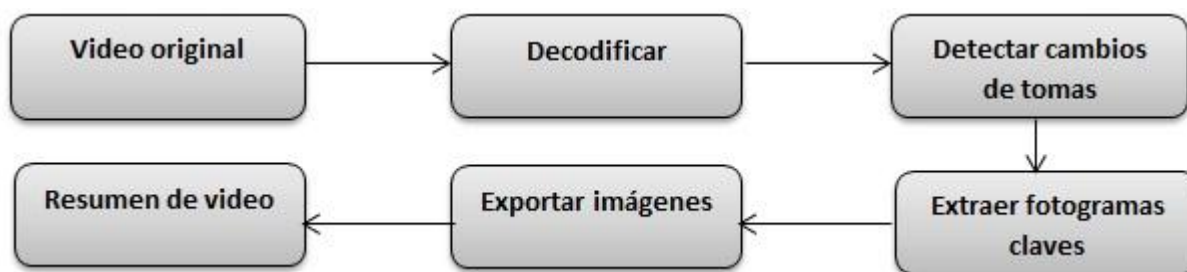 Video original
Decodificar
Detectar cambios
de tomas
Extraer fotogramas
claves
Exportar imágenes
Resumen de video